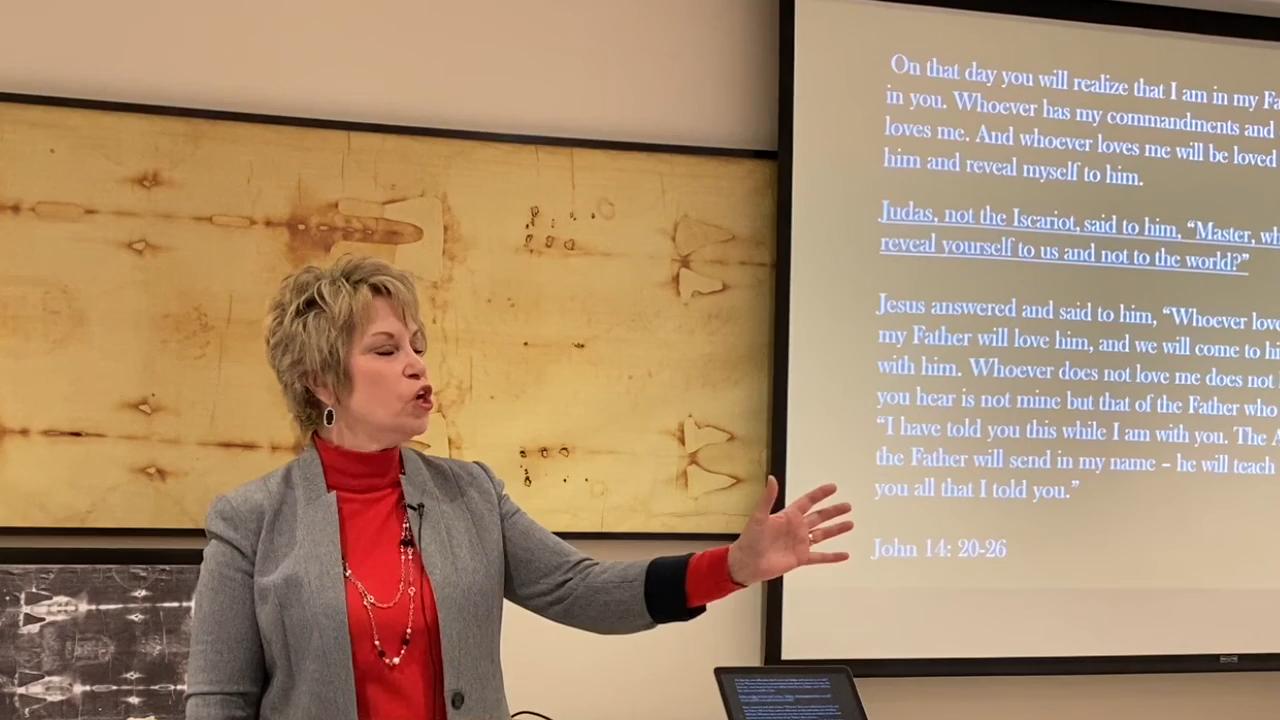 On that day you will realize that I am in my Fa
in you. Whoever has my commandments and
loves me. And whoever loves me will be loved
him and reveal myself to him.
Judas, not the Iscariot, said to him, “Master, wh
reveal yourself to us and not to the world?”
Jesus answered and said to him, “Whoever love
my Father will love him, and we will come to hi
with him. Whoever does not love me does not
you hear is not mine but that of the Father who
“I have told you this while I am with you. The A
the Father will send in my name – he will teach
you all that I told you.”
John 14: 20-26